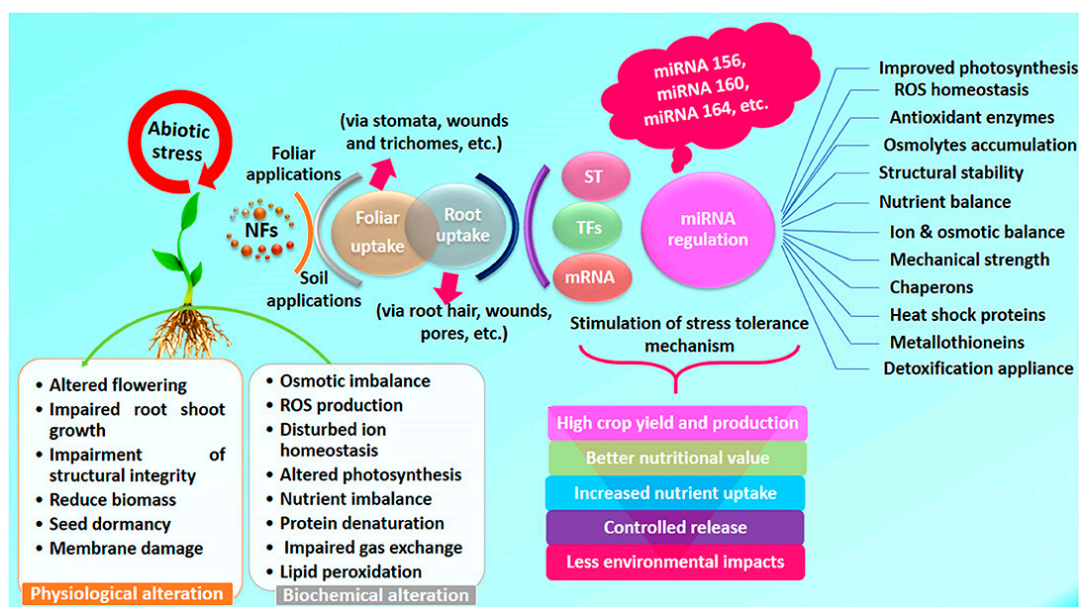 Abiotic
stress
Foliar
applications
NFs
Soil
applications
(via stomata, wounds
and trichomes, etc.)
Foliar
uptake
Root
uptake
(via root hair, wounds,
pores, etc.)
ST
TFs
mRNA
miRNA 156,
miRNA 160,
miRNA 164, etc.
miRNA
regulation
Improved photosynthesis
ROS homeostasis
Antioxidant enzymes
Osmolytes accumulation
Structural stability
Nutrient balance
Ion & osmotic balance
Mechanical strength
Chaperons
Heat shock proteins
Metallothioneins
Detoxification appliance
Stimulation of stress tolerance
mechanism
High crop yield and production
Better nutritional value
Increased nutrient uptake
Controlled release
Less environmental impacts
• Altered flowering
• Impaired root shoot
growth
• Impairment of
structural integrity
• Reduce biomass
• Seed dormancy
• Membrane damage
Physiological alteration
• Osmotic imbalance
• ROS production
• Disturbed ion
homeostasis
• Altered photosynthesis
• Nutrient imbalance
• Protein denaturation
• Impaired gas exchange
• Lipid peroxidation
Biochemical alteration